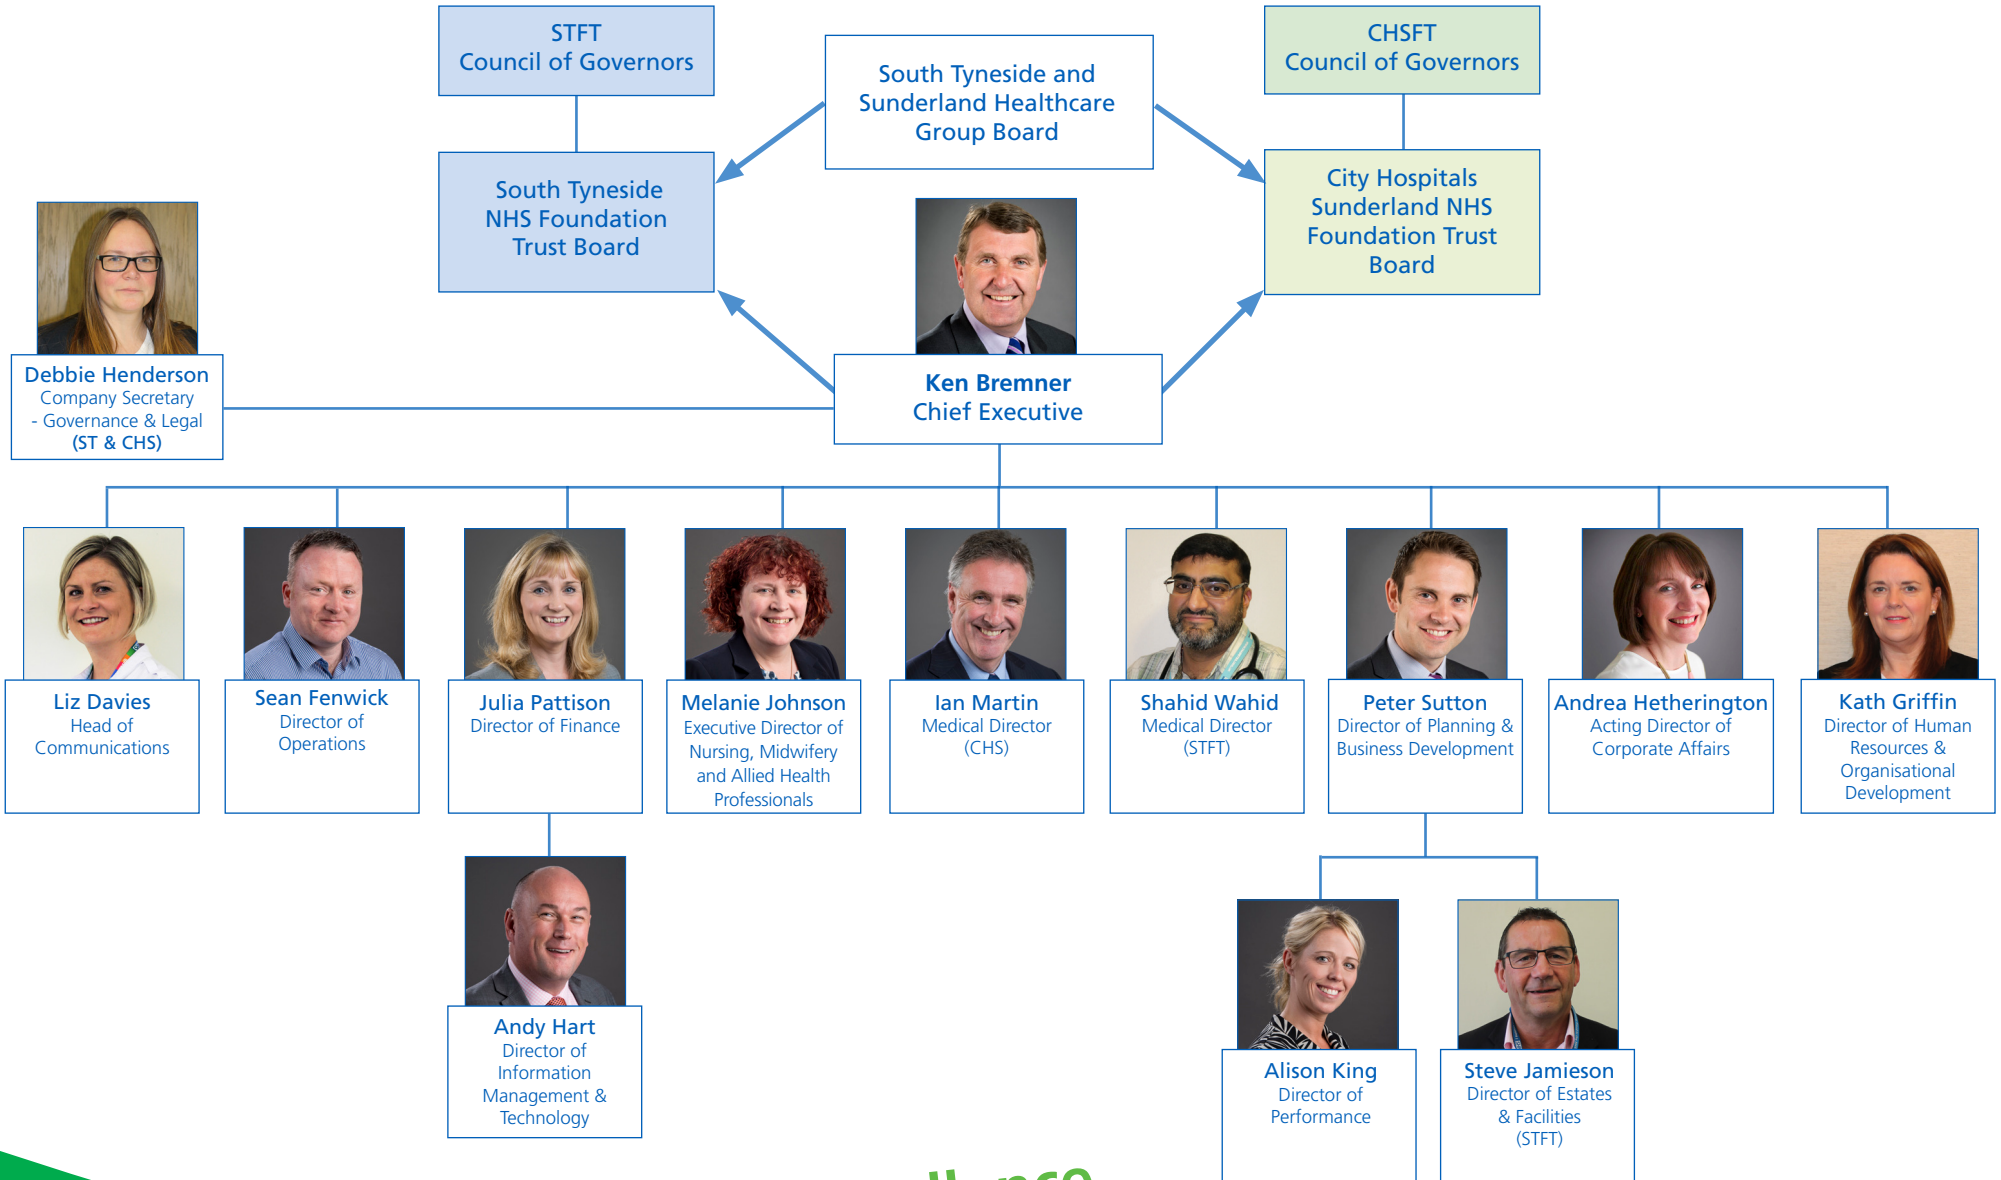 STFT
Council of Governors
South Tyneside and
Sunderland Healthcare
Group Board
CHSFT
Council of Governors
South Tyneside
NHS Foundation
Trust Board
City Hospitals
Sunderland NHS
Foundation Trust
Board
Debbie Henderson
Company Secretary
- Governance & Legal
(ST & CHS)
Ken Bremner
Chief Executive
Liz Davies
Head of
Communications
Sean Fenwick
Director of
Operations
Julia Pattison
Director of Finance
Melanie Johnson
Executive Director of
Nursing, Midwifery
and Allied Health
Professionals
Ian Martin
Medical Director
(CHS)
Shahid Wahid
Medical Director
(STFT)
Peter Sutton
Director of Planning &
Business Development
Andrea Hetherington
Acting Director of
Corporate Affairs
Kath Griffin
Director of Human
Resources &
Organisational
Development
Andy Hart
Director of
Information
Management &
Technology
Alison King
Director of
Performance
Steve Jamieson
Director of Estates
& Facilities
(STFT)